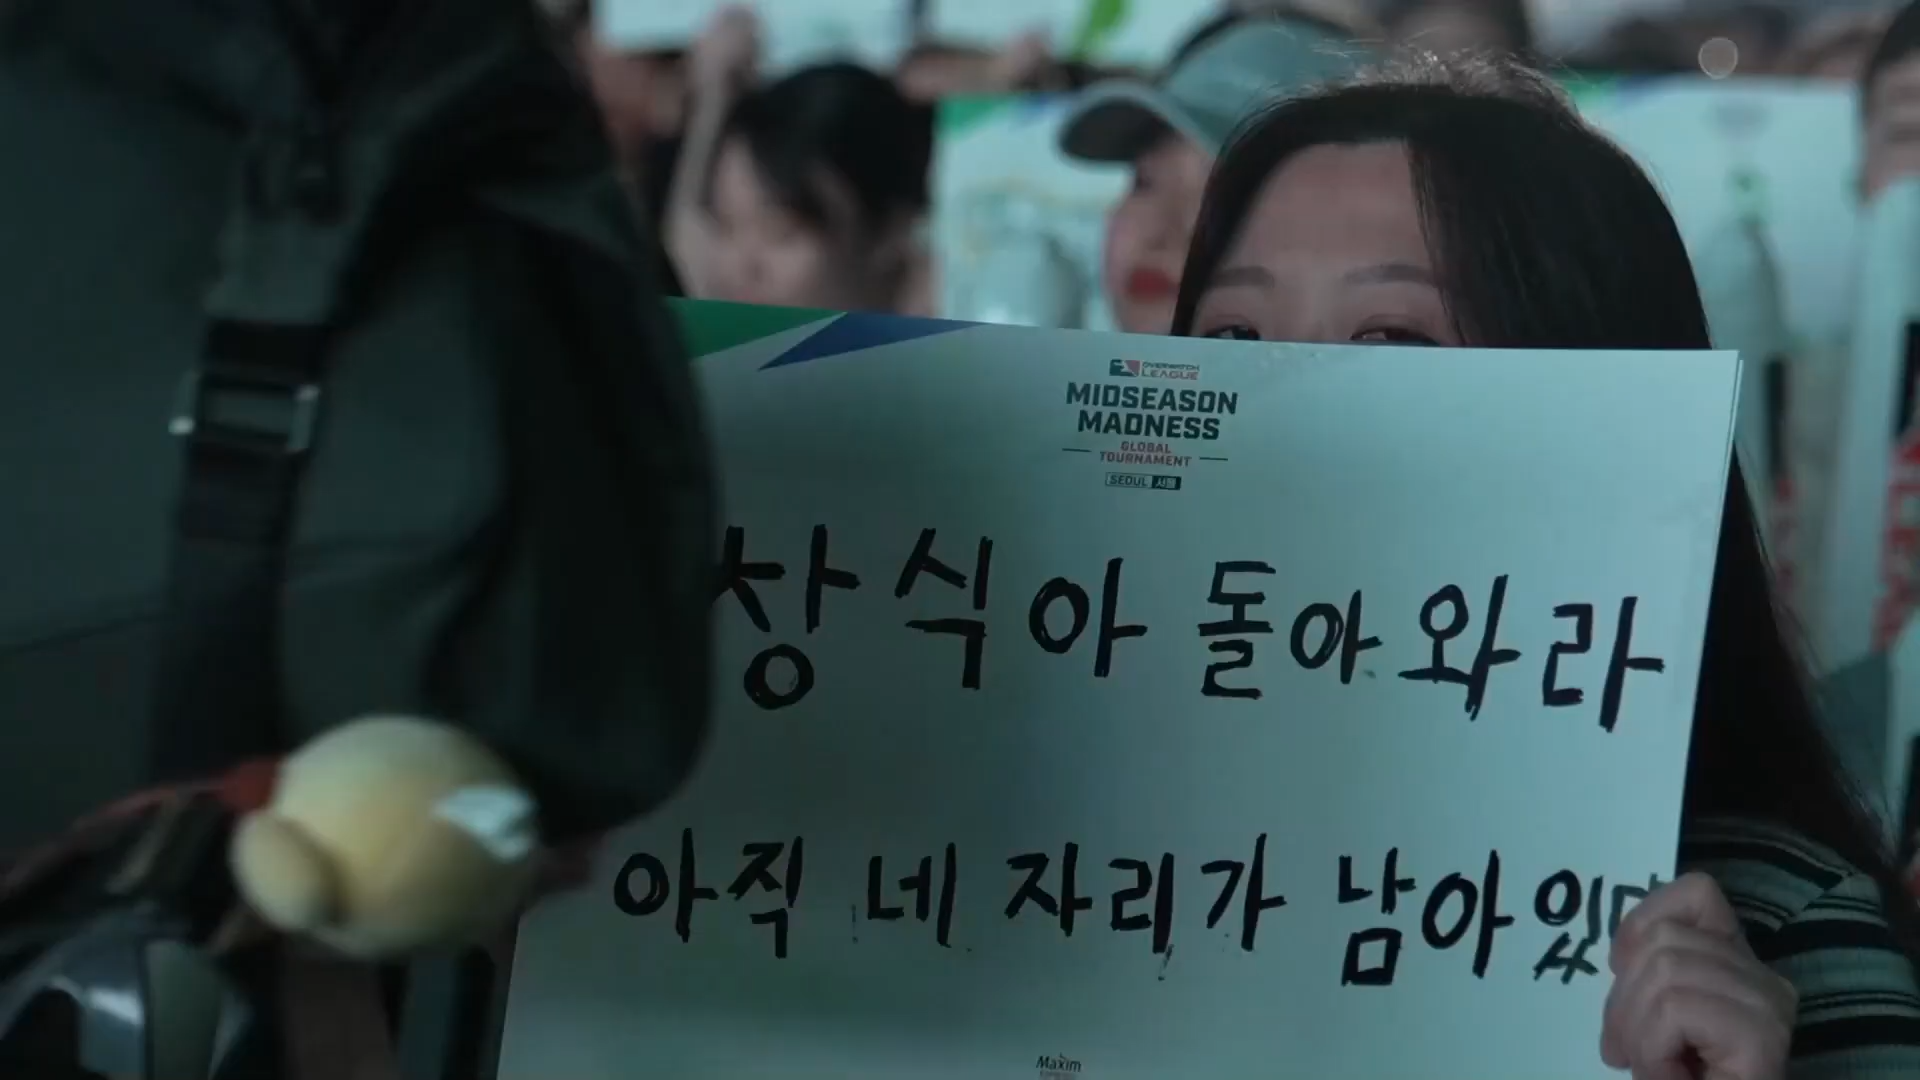 OVERWATCH
LEAGUE
MIDSEASON
MADNESS
GLOBAL
TOURNAMENT
SEOUL 서울
상식아 돌아와라
아직 네 자리가 남아있
Maxim